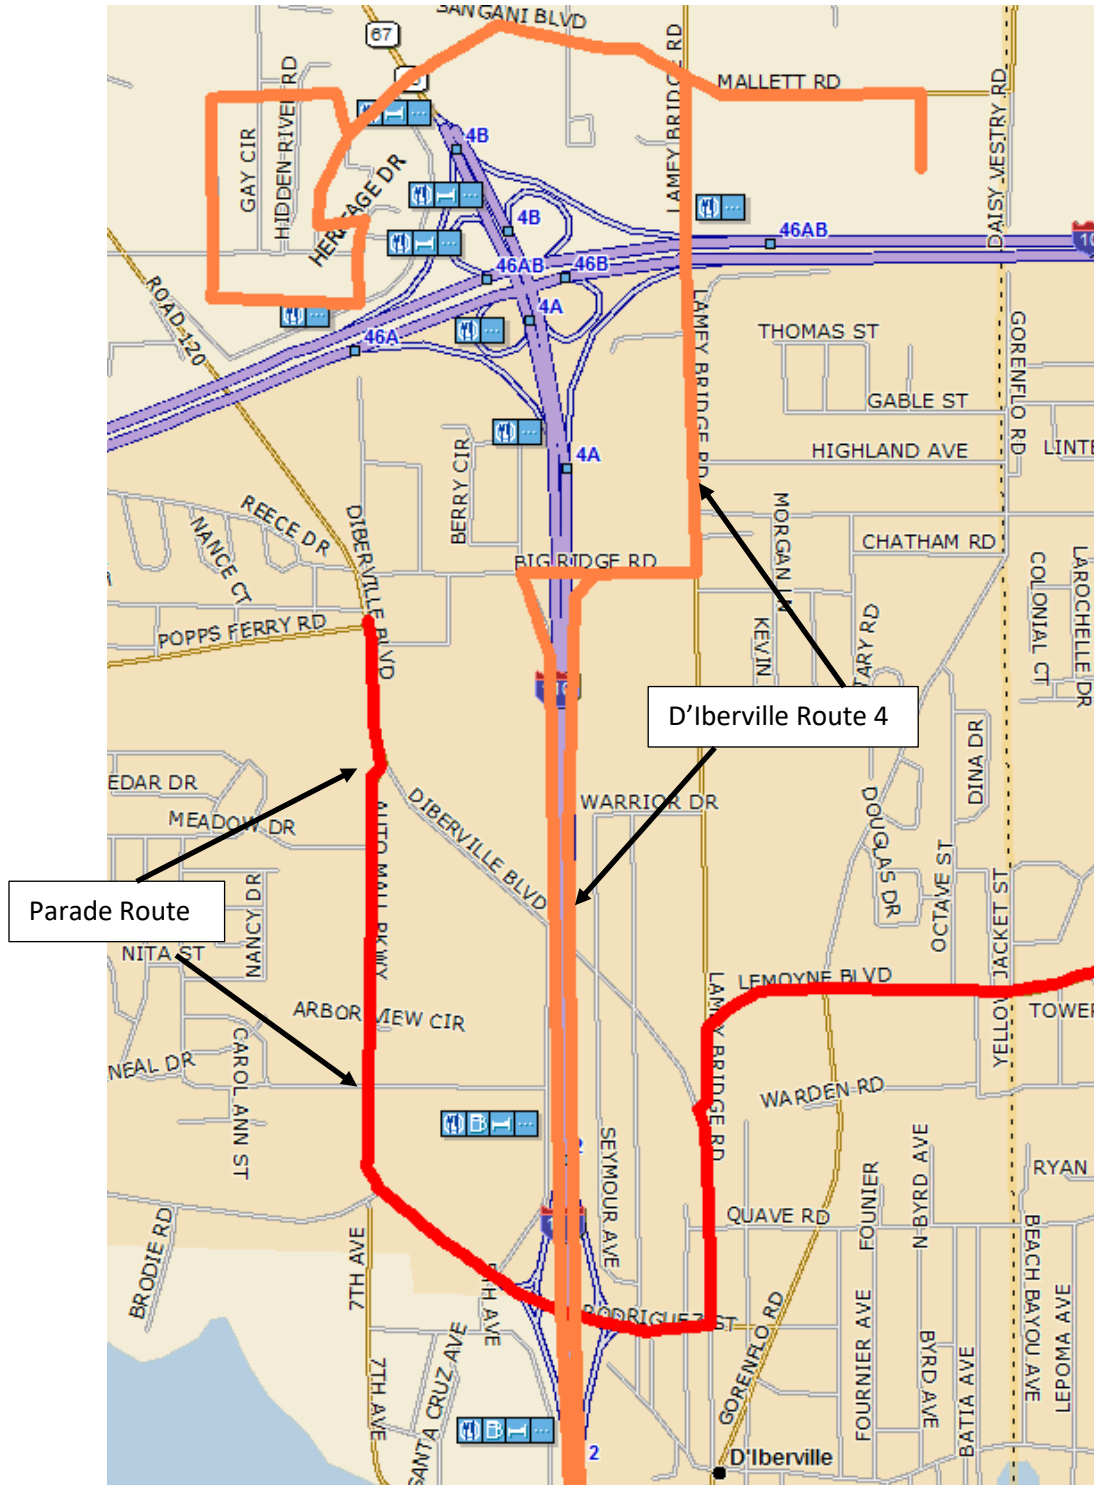 SANGANI BLVD
67
LAMEY BRIDGE RD
MALLETT RD
DAISY VESTRY RD
GAY CIR
HIDDEN RIVER RD
HERITAGE DR
4B
4B
46AB
46AB
46B
10
4A
46A
ROAD 120
LAMEY BRIDGE RD
THOMAS ST
GORENFLO RD
GABLE ST
HIGHLAND AVE
LINTE
4A
BERRY CIR
REECE DR
NANCE CT
DIBERVILLE BLVD
MORGAN LN
CHATHAM RD
BIG RIDGE RD
COLONIAL CT
LAROCHELLE DR
POPPS FERRY RD
KEVIN
TARY RD
D'Iberville Route 4
EDAR DR
MEADOW DR
DIBERVILLE BLVD
WARRIOR DR
DINA DR
DOUGLAS DR
AUTO MALL PKWY
Parade Route
NANCY DR
NITA ST
OCTAVE ST
YELLOW JACKET ST
LEMOYNE BLVD
LAMEY BRIDGE RD
ARBOR VIEW CIR
TOWER
NEAL DR
CAROL ANN ST
WARDEN RD
SEYMOUR AVE
2
RYAN
BRODIE RD
7TH AVE
QUAVE RD
FOUNIER
N BYRD AVE
BEACH BAYOU AVE
LEPOMA AVE
RODRIGUEZ ST
GORENFLO RD
7TH AVE
SANTA CRUZ AVE
FOURNIER AVE
BYRD AVE
BATIA AVE
2
D'Iberville